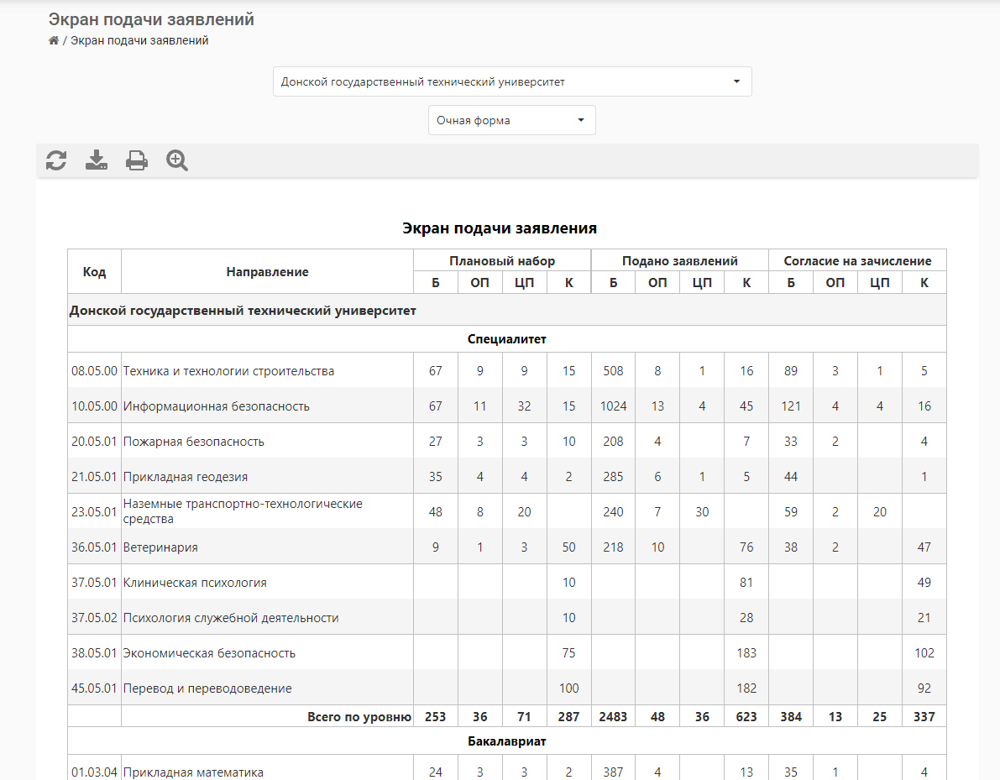 Экран подачи заявлений
/ Экран подачи заявлений
Донской государственный технический университет
Очная форма
Экран подачи заявления
Код Направление Плановый набор Подано заявлений Согласие на зачисление
Б ОП ЦП К Б ОП ЦП К Б ОП ЦП К
Донской государственный технический университет
Специалитет
08.05.00 Техника и технологии строительства 67 9 9 15 508 8 1 16 89 3 1 5
10.05.00 Информационная безопасность 67 11 32 15 1024 13 4 45 121 4 4 16
20.05.01 Пожарная безопасность 27 3 3 10 208 4 7 33 2 4
21.05.01 Прикладная геодезия 35 4 4 2 285 6 1 5 44 1
23.05.01 Наземные транспортно-технологические
средства 48 8 20 240 7 30 59 2 20
36.05.01 Ветеринария 9 1 3 50 218 10 76 38 2 47
37.05.01 Клиническая психология 10 81 49
37.05.02 Психология служебной деятельности 10 28 21
38.05.01 Экономическая безопасность 75 183 102
45.05.01 Перевод и переводоведение 100 182 92
Всего по уровню 253 36 71 287 2483 48 36 623 384 13 25 337
Бакалавриат
01.03.04 Прикладная математика 24 3 3 2 387 4 13 35 1 4